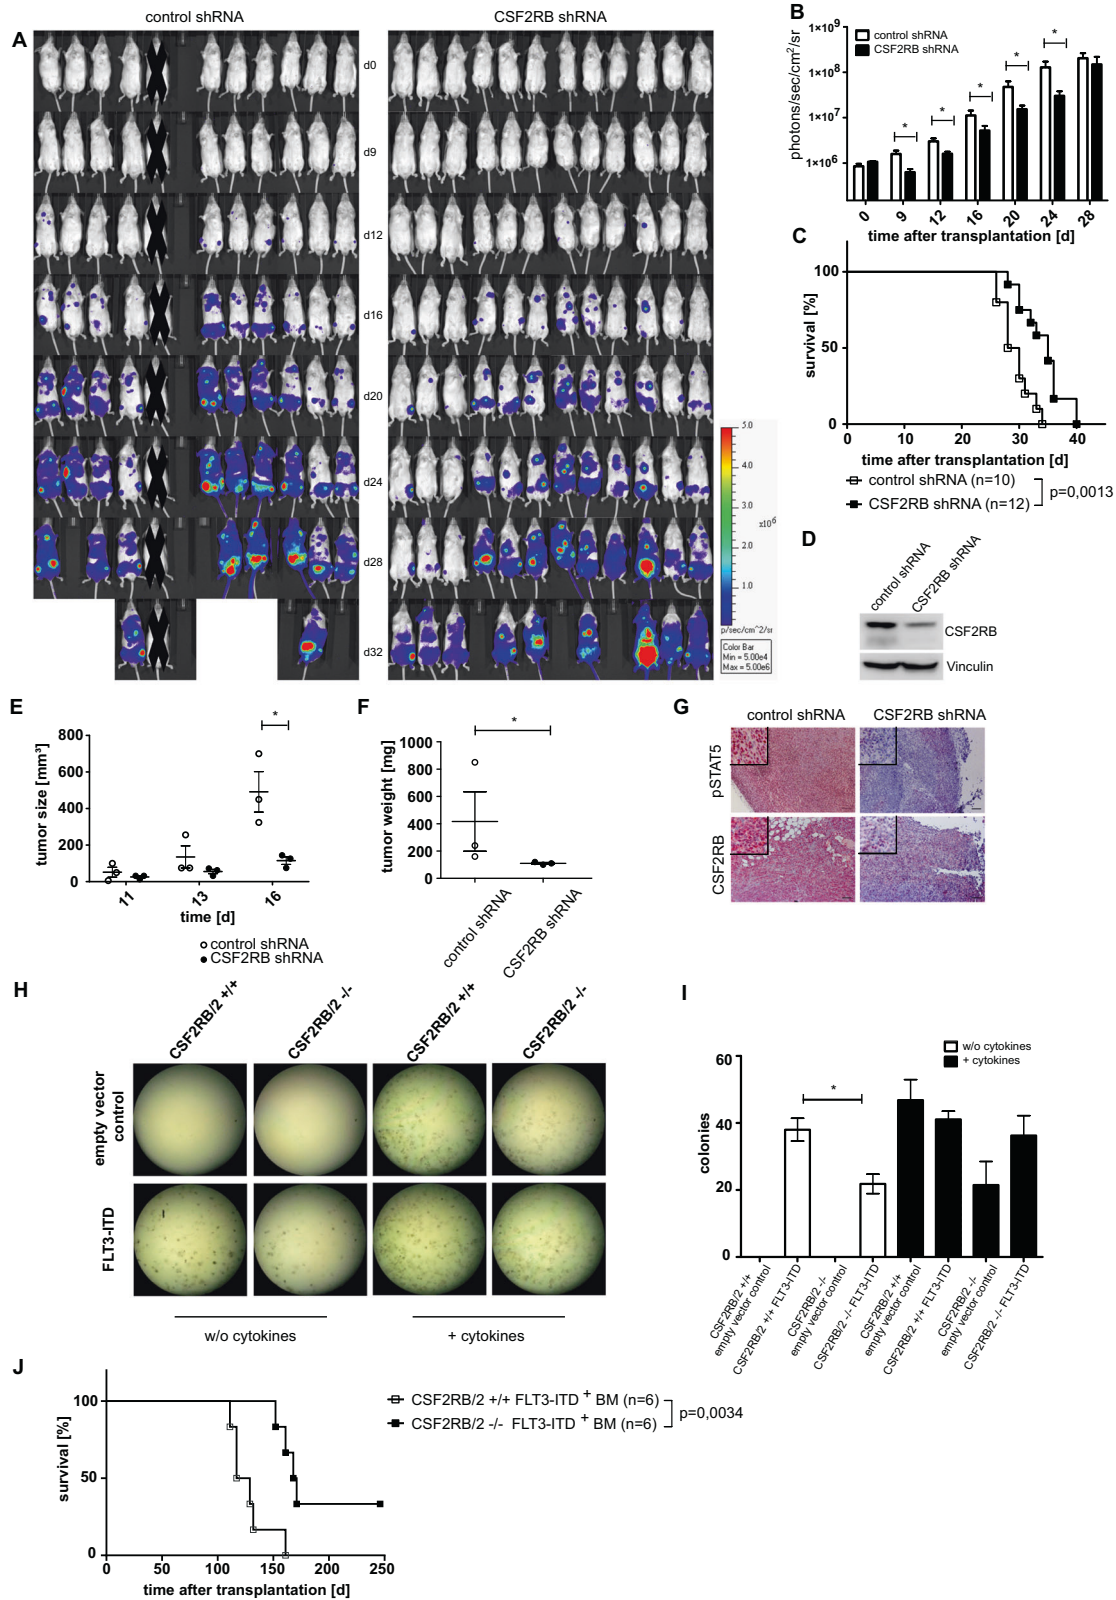 control shRNA
CSF2RB shRNA
A
d0
d9
d12
d16
d20
d24
d28
d32
5.0
4.0
3.0
x10^6
2.0
1.0
p/sec/cm^2/sr
Color Bar
Min = 5.00e4
Max = 5.00e6
B
control shRNA
CSF2RB shRNA
photons/sec/cm²/sr
1×10⁹
1×10⁸
1×10⁷
1×10⁶
* * * * *
0 9 12 16 20 24 28
time after transplantation [d]
C
survival [%]
100
50
0
0 10 20 30 40
time after transplantation [d]
control shRNA (n=10)
CSF2RB shRNA (n=12)
p=0,0013
D
control shRNA
CSF2RB shRNA
CSF2RB
Vinculin
E
tumor size [mm³]
800
600
400
200
0
*
11 13 16
time [d]
control shRNA
CSF2RB shRNA
F
tumor weight [mg]
1000
800
600
400
200
0
*
control shRNA
CSF2RB shRNA
G
control shRNA
CSF2RB shRNA
pSTAT5
CSF2RB
H
CSF2RB/2 +/+
CSF2RB/2 -/-
CSF2RB/2 +/+
CSF2RB/2 -/-
empty vector
control
FLT3-ITD
w/o cytokines
+ cytokines
I
w/o cytokines
+ cytokines
colonies
60
40
20
0
*
CSF2RB/2 +/+
empty vector control
CSF2RB/2 +/+ FLT3-ITD
CSF2RB/2 -/-
empty vector control
CSF2RB/2 -/- FLT3-ITD
CSF2RB/2 +/+
empty vector control
CSF2RB/2 +/+ FLT3-ITD
CSF2RB/2 -/-
empty vector control
CSF2RB/2 -/- FLT3-ITD
J
survival [%]
100
50
0
0 50 100 150 200 250
time after transplantation [d]
CSF2RB/2 +/+ FLT3-ITD + BM (n=6)
CSF2RB/2 -/- FLT3-ITD + BM (n=6)
p=0,0034